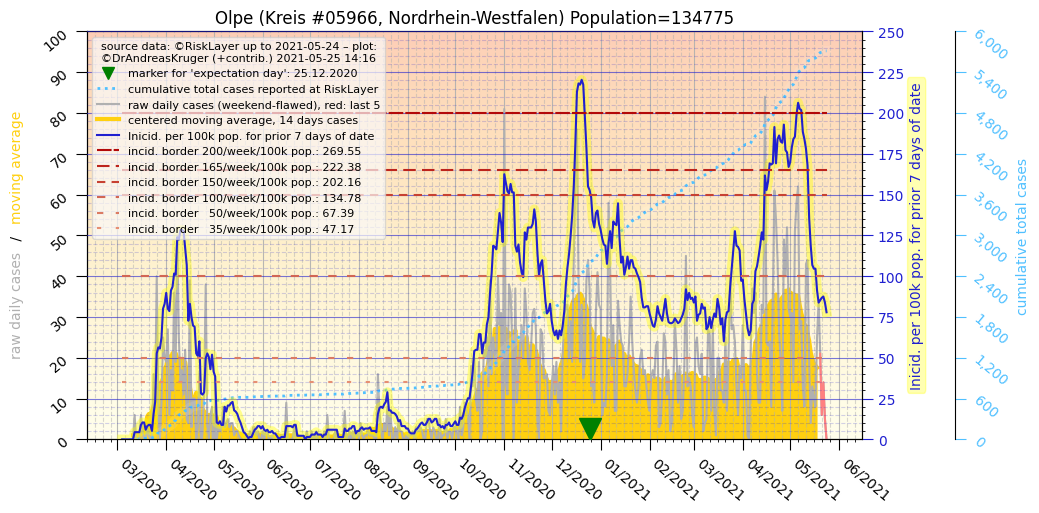 Olpe (Kreis #05966, Nordrhein-Westfalen) Population=134775
source data: ©RiskLayer up to 2021-05-24 – plot:
©DrAndreasKruger (+contrib.) 2021-05-25 14:16
marker for 'expectation day': 25.12.2020
cumulative total cases reported at RiskLayer
raw daily cases (weekend-flawed), red: last 5
centered moving average, 14 days cases
Inicid. per 100k pop. for prior 7 days of date
incid. border 200/week/100k pop.: 269.55
incid. border 165/week/100k pop.: 222.38
incid. border 150/week/100k pop.: 202.16
incid. border 100/week/100k pop.: 134.78
incid. border   50/week/100k pop.: 67.39
incid. border   35/week/100k pop.: 47.17
raw daily cases / moving average
100
90
80
70
60
50
40
30
20
10
0
03/2020
04/2020
05/2020
06/2020
07/2020
08/2020
09/2020
10/2020
11/2020
12/2020
01/2021
02/2021
03/2021
04/2021
05/2021
06/2021
250
225
200
175
150
125
100
75
50
25
0
Inicid. per 100k pop. for prior 7 days of date
6,000
5,400
4,800
4,200
3,600
3,000
2,400
1,800
1,200
600
0
cumulative total cases